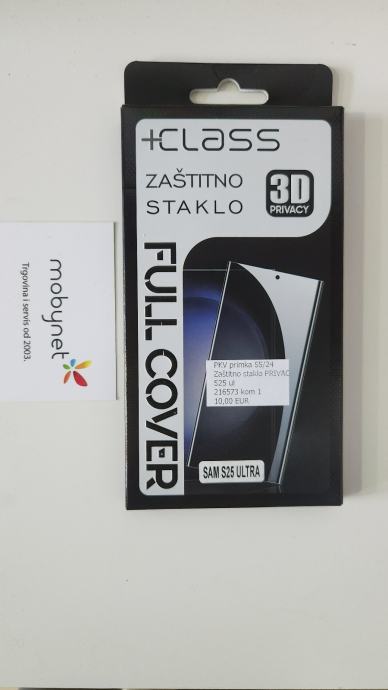 +CLASS
ZAŠTITNO
STAKLO
3D
PRIVACY
FULL COVER
PKV primka 55/24
Zaštitno staklo PRIVAC
S25 ul
216573 kom 1
10,00 EUR
SAM S25 ULTRA
mobynet
Trgovina i servis od 2003.